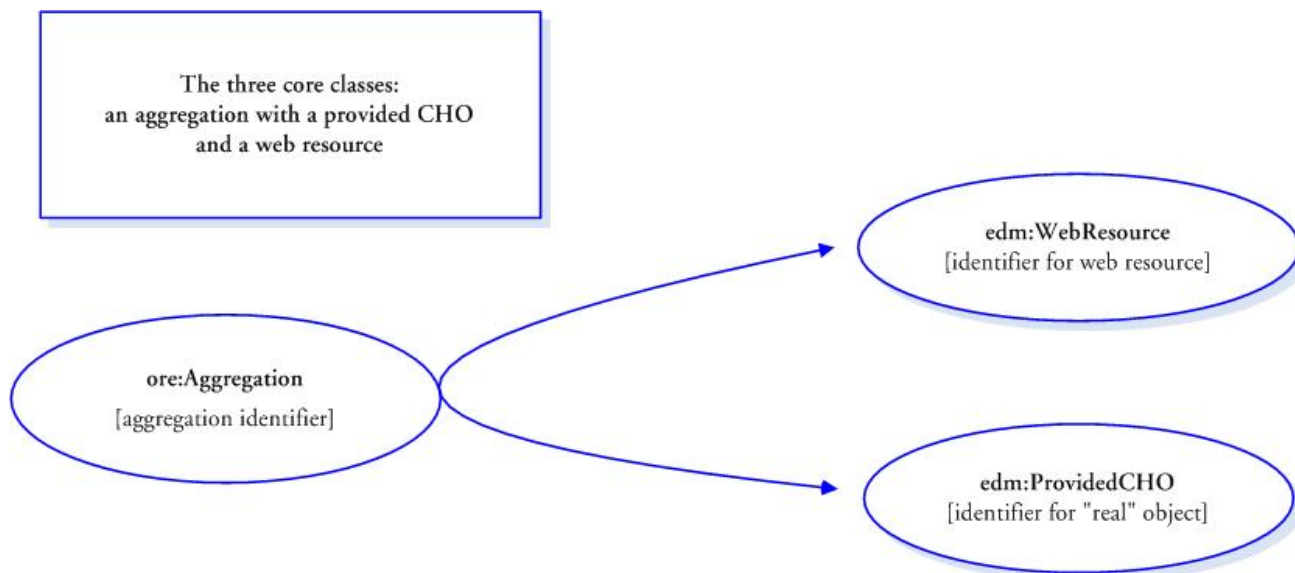 The three core classes:
an aggregation with a provided CHO
and a web resource
edm:WebResource
[identifier for web resource]
ore:Aggregation
[aggregation identifier]
edm:ProvidedCHO
[identifier for "real" object]